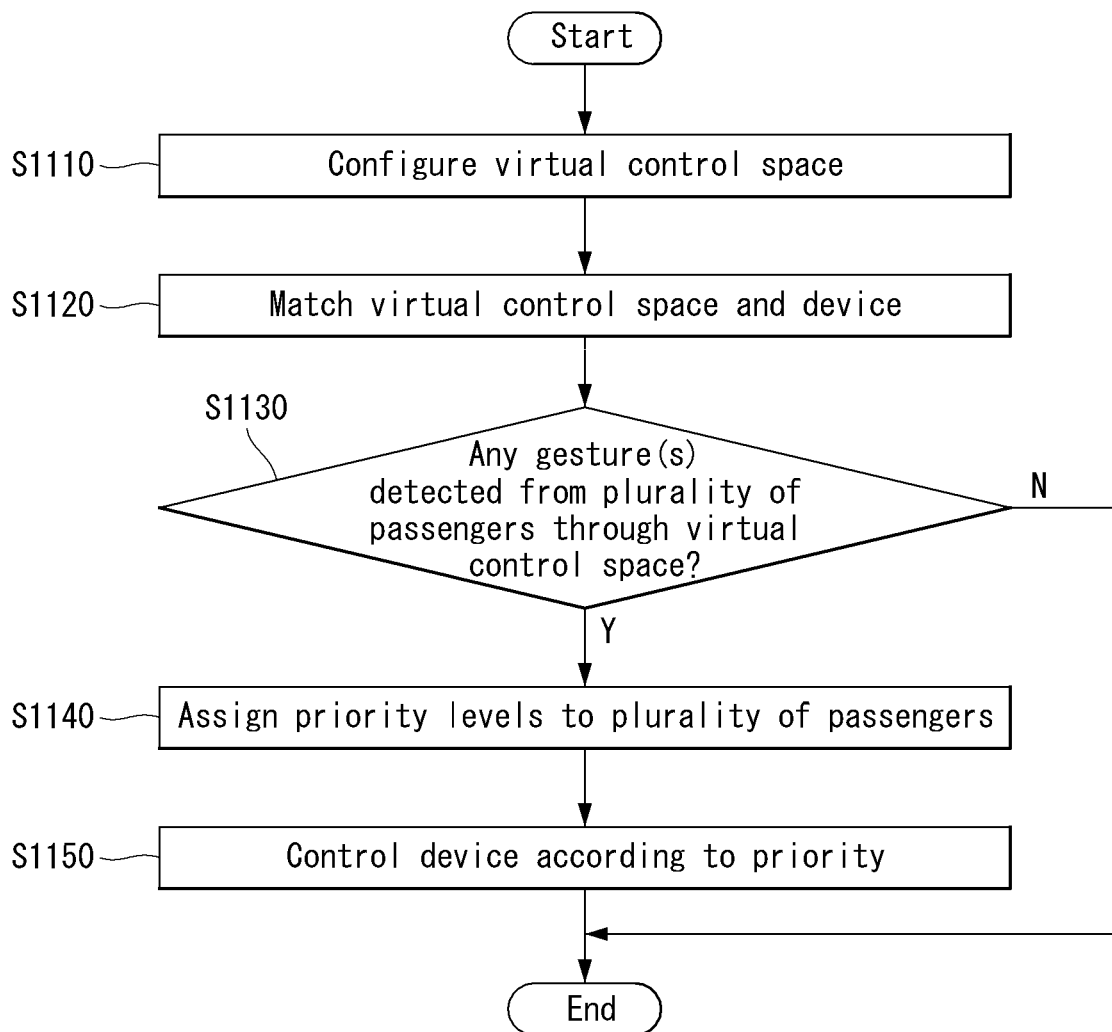 Start
S1110
Configure virtual control space
S1120
Match virtual control space and device
S1130
Any gesture(s)
detected from plurality of
passengers through virtual
control space?
N
Y
S1140
Assign priority levels to plurality of passengers
S1150
Control device according to priority
End